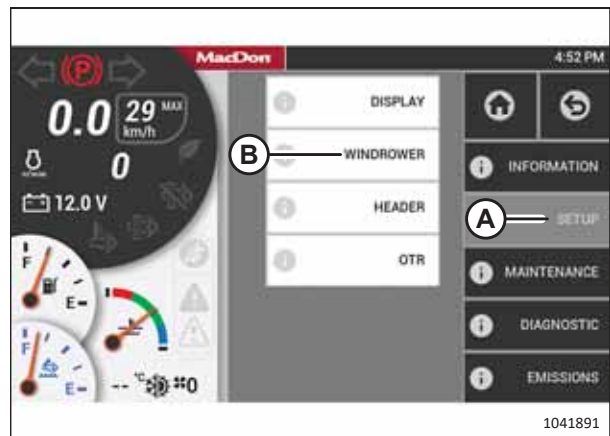 MacDon
4:52 PM
(P)
0.0
29 MAX
km/h
0
12.0 V
F
E
F
E
-- °C
0
DISPLAY
WINDROWER
HEADER
OTR
INFORMATION
SETUP
MAINTENANCE
DIAGNOSTIC
EMISSIONS
A
B
1041891